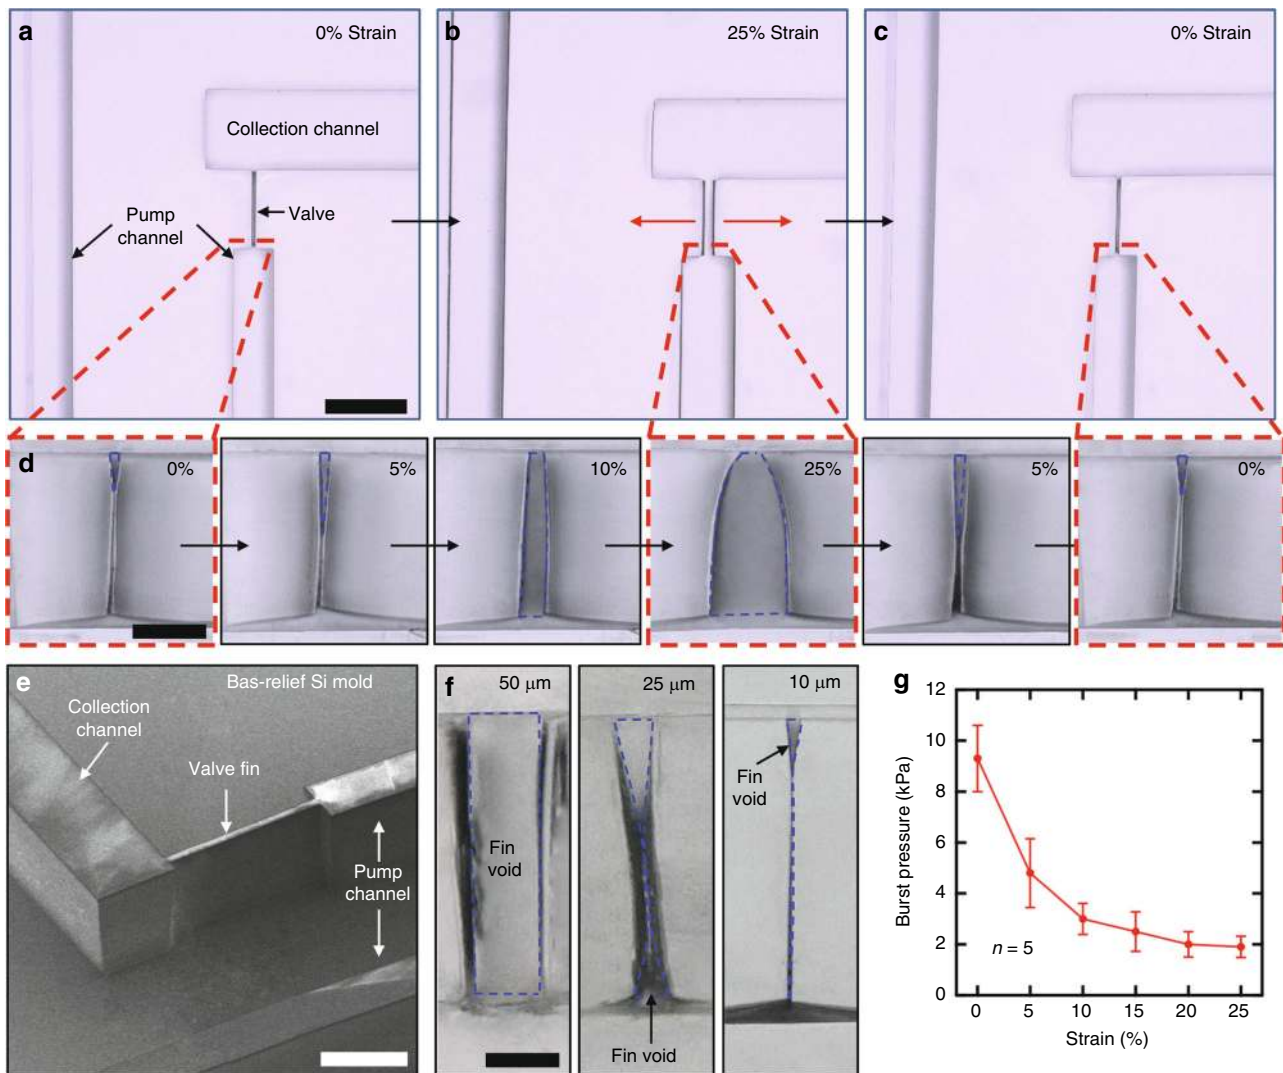 a
0% Strain
Collection channel
Pump
channel
Valve
b
25% Strain
c
0% Strain
d
0%
5%
10%
25%
5%
0%
e
Bas-relief Si mold
Collection
channel
Valve fin
Pump
channel
f
50 μm
Fin
void
25 μm
Fin void
10 μm
Fin
void
g
Burst pressure (kPa)
12
10
8
6
4
2
0
n = 5
0 5 10 15 20 25
Strain (%)